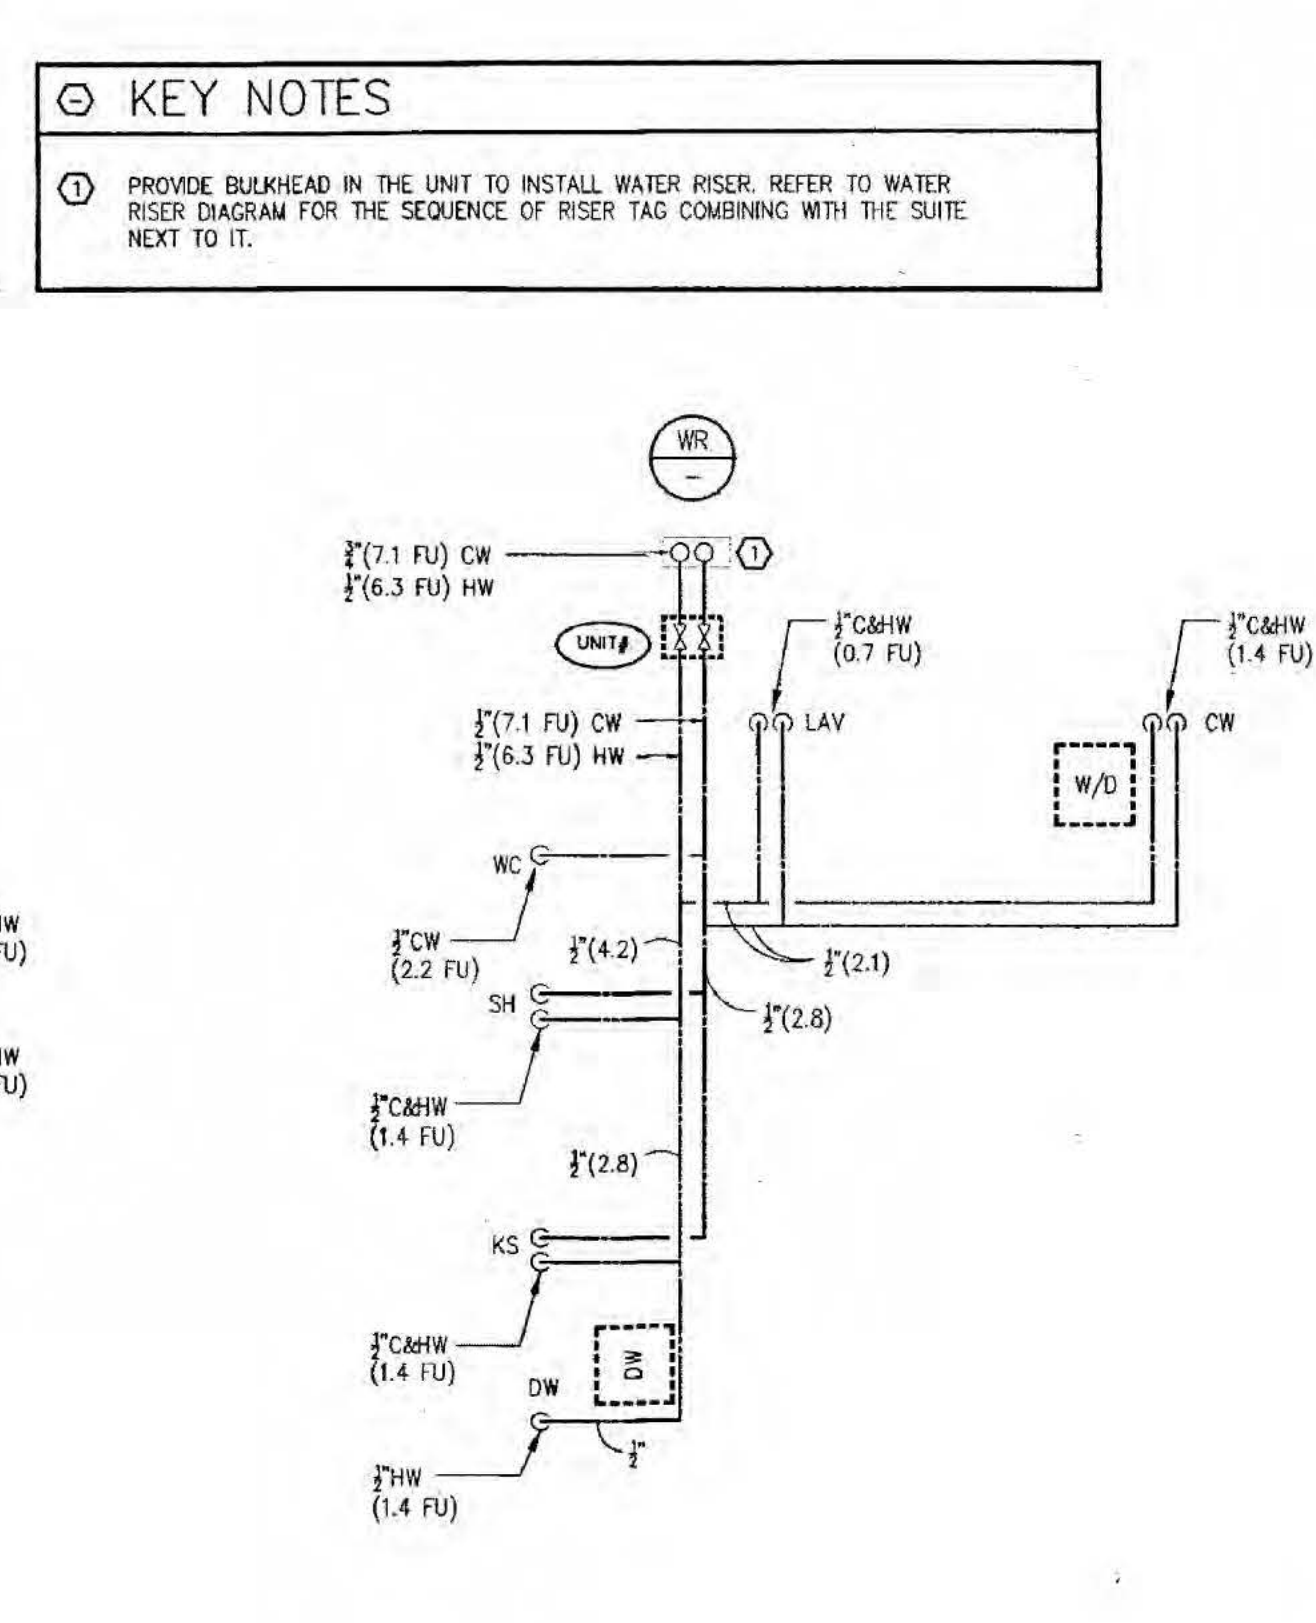 - KEY NOTES
1 PROVIDE BULKHEAD IN THE UNIT TO INSTALL WATER RISER. REFER TO WATER
RISER DIAGRAM FOR THE SEQUENCE OF RISER TAG COMBINING WITH THE SUITE
NEXT TO IT.
WR
-
¾"(7.1 FU) CW
1
½"(6.3 FU) HW
UNIT#
½"C&HW
(0.7 FU)
½"C&HW
(1.4 FU)
½"(7.1 FU) CW
½"(6.3 FU) HW
LAV
CW
W/D
WC
½"CW
(2.2 FU)
½"(4.2)
½"(2.1)
SH
½"(2.8)
½"C&HW
(1.4 FU)
½"(2.8)
KS
½"C&HW
(1.4 FU)
DW
DW
½"
½"HW
(1.4 FU)